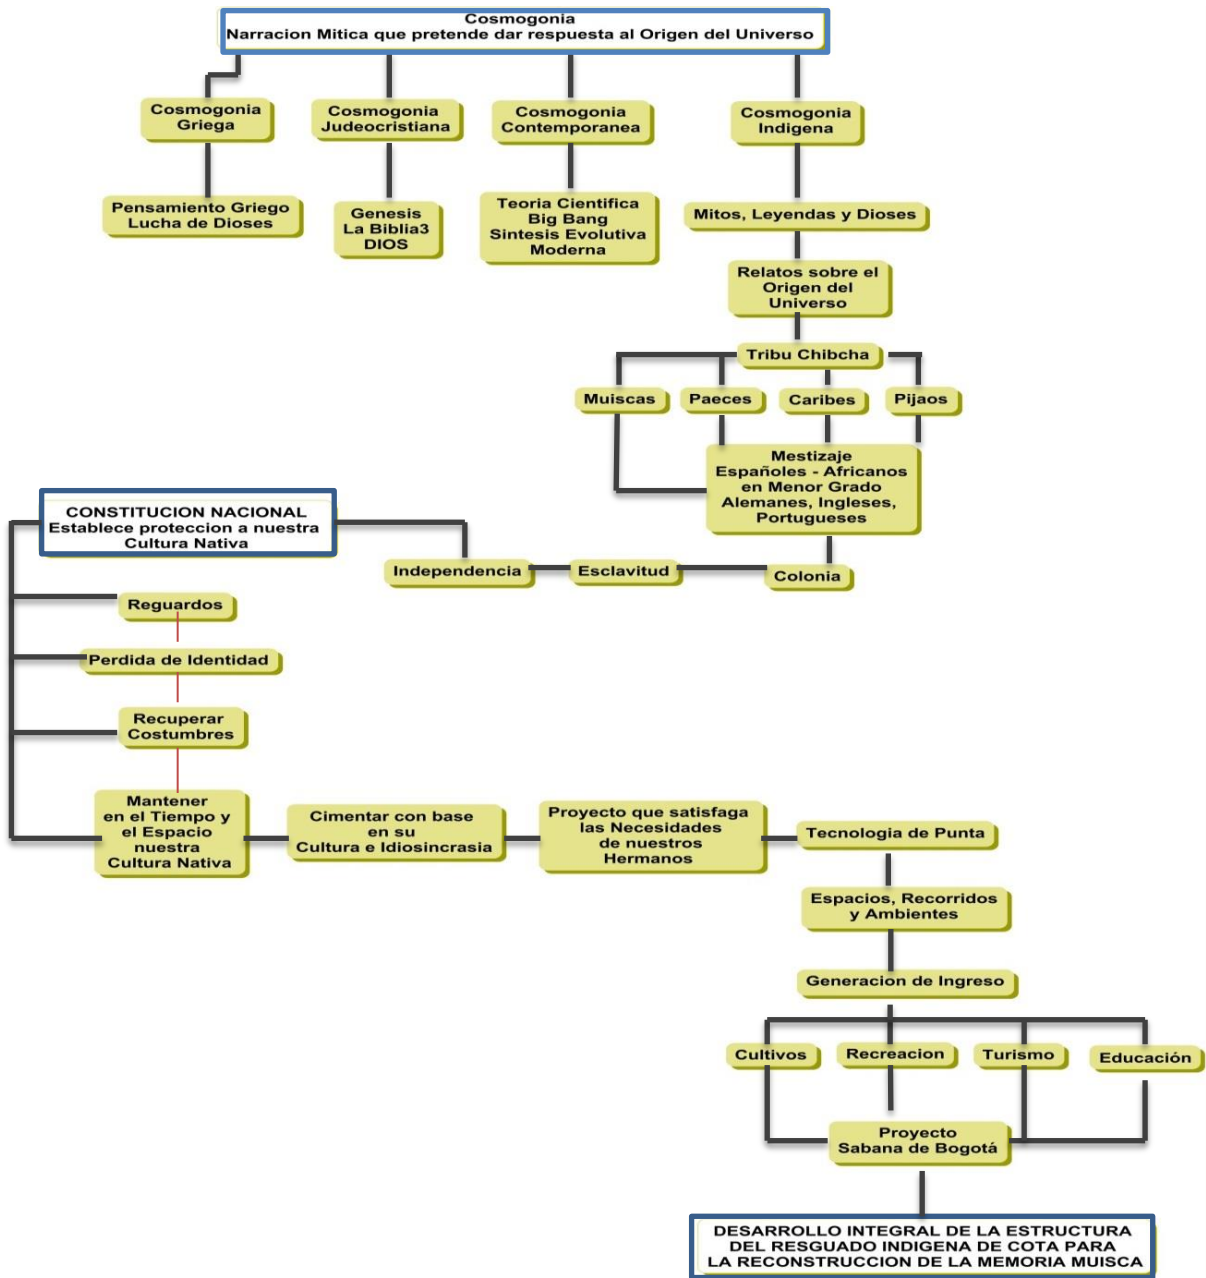 Cosmogonia
Narracion Mitica que pretende dar respuesta al Origen del Universo
Cosmogonia
Griega
Cosmogonia
Judeocristiana
Cosmogonia
Contemporanea
Cosmogonia
Indigena
Pensamiento Griego
Lucha de Dioses
Genesis
La Biblia3
DIOS
Teoria Cientifica
Big Bang
Sintesis Evolutiva
Moderna
Mitos, Leyendas y Dioses
Relatos sobre el
Origen del
Universo
Tribu Chibcha
Muiscas
Paeces
Caribes
Pijaos
Mestizaje
Españoles - Africanos
en Menor Grado
Alemanes, Ingleses,
Portugueses
Colonia
Esclavitud
Independencia
CONSTITUCION NACIONAL
Establece proteccion a nuestra
Cultura Nativa
Reguardos
Perdida de Identidad
Recuperar
Costumbres
Mantener
en el Tiempo y
el Espacio
nuestra
Cultura Nativa
Cimentar con base
en su
Cultura e Idiosincrasia
Proyecto que satisfaga
las Necesidades
de nuestros
Hermanos
Tecnologia de Punta
Espacios, Recorridos
y Ambientes
Generacion de Ingreso
Cultivos
Recreacion
Turismo
Educación
Proyecto
Sabana de Bogotá
DESARROLLO INTEGRAL DE LA ESTRUCTURA
DEL RESGUADO INDIGENA DE COTA PARA
LA RECONSTRUCCION DE LA MEMORIA MUISCA